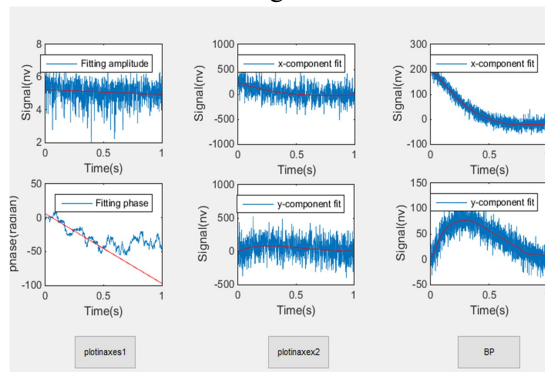 8
6
4
2
Signal(nv)
Fitting amplitude
0
0.5
1
Time(s)
1000
500
0
-500
-1000
Signal(nv)
x-component fit
0
0.5
1
Time(s)
300
200
100
0
-100
Signal(nv)
x-component fit
0
0.5
Time(s)
50
0
-50
-100
phase(radian)
Fitting phase
0
0.5
1
Time(s)
1000
500
0
-500
Signal(nv)
y-component fit
0
0.5
1
Time(s)
150
100
50
0
-50
Signal(nv)
y-component fit
0
0.5
Time(s)
plotinaxes1
plotinaxex2
BP